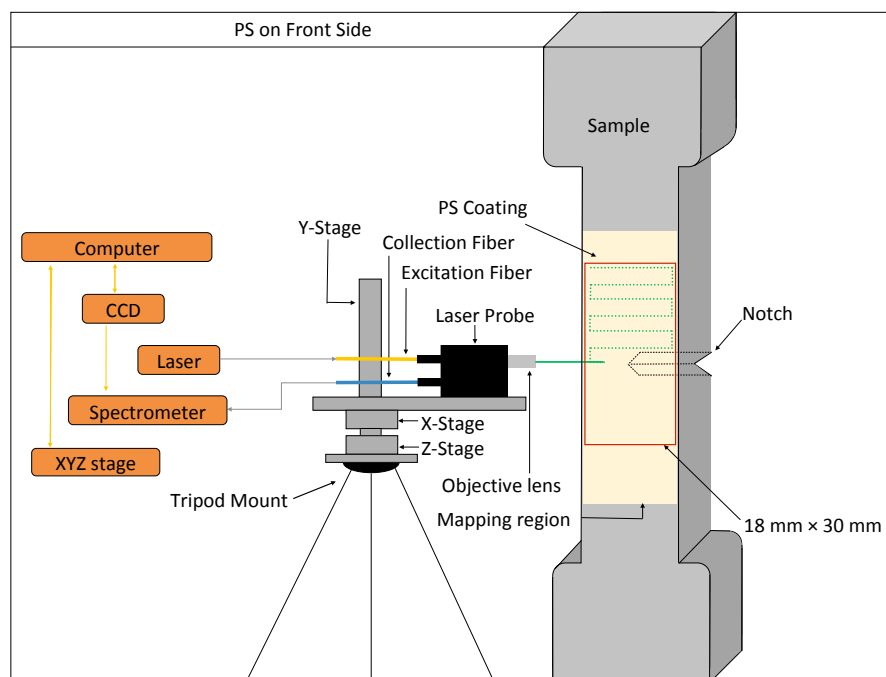 PS on Front Side
Sample
PS Coating
Y-Stage
Collection Fiber
Computer
Excitation Fiber
CCD
Laser Probe
Notch
Laser
Spectrometer
X-Stage
Z-Stage
XYZ stage
Objective lens
Tripod Mount
Mapping region
18 mm × 30 mm